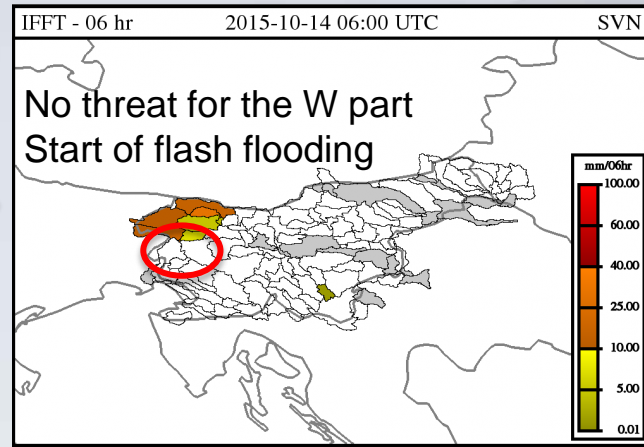 IFFT - 06 hr 2015-10-14 06:00 UTC SVN
No threat for the W part
Start of flash flooding
mm/06hr
100.00
60.00
40.00
25.00
10.00
5.00
0.01